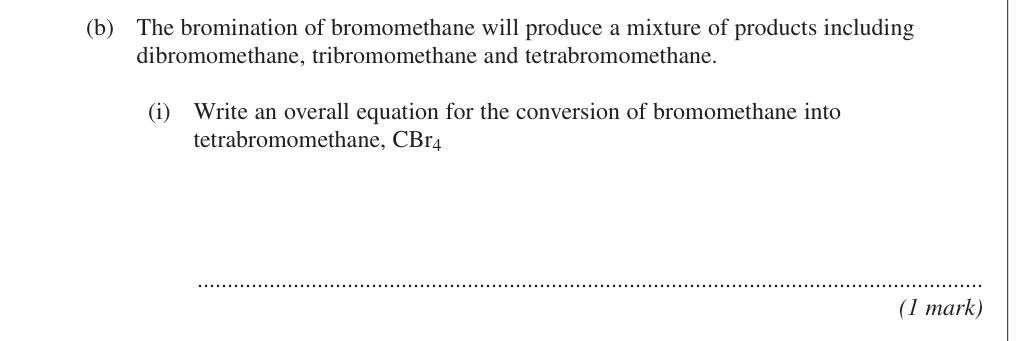 (b) The bromination of bromomethane will produce a mixture of products including
dibromomethane, tribromomethane and tetrabromomethane.
(i) Write an overall equation for the conversion of bromomethane into
tetrabromomethane, CBr₄
(1 mark)